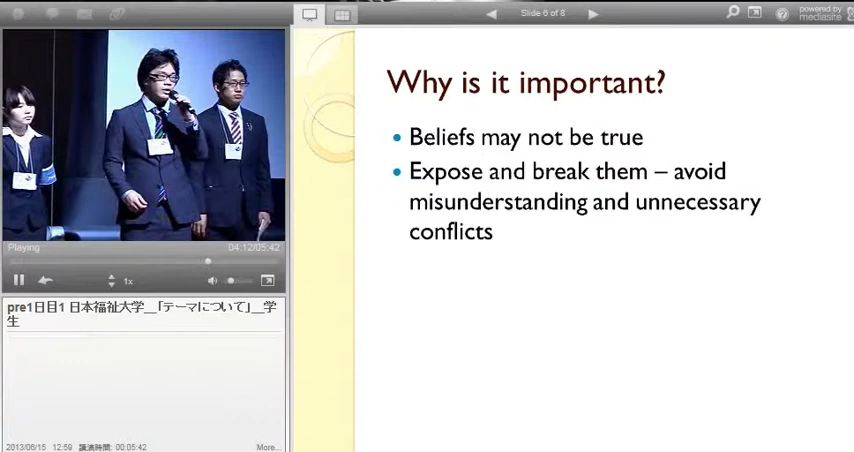 Slide 6 of 8
powered by
mediasite
Playing
04:12/05:42
1x
pre1日目1 日本福祉大学__「テーマについて」__学
生
2013/06/15 12:59 講演時間: 00:05:42
More...
Why is it important?
• Beliefs may not be true
• Expose and break them – avoid
misunderstanding and unnecessary
conflicts